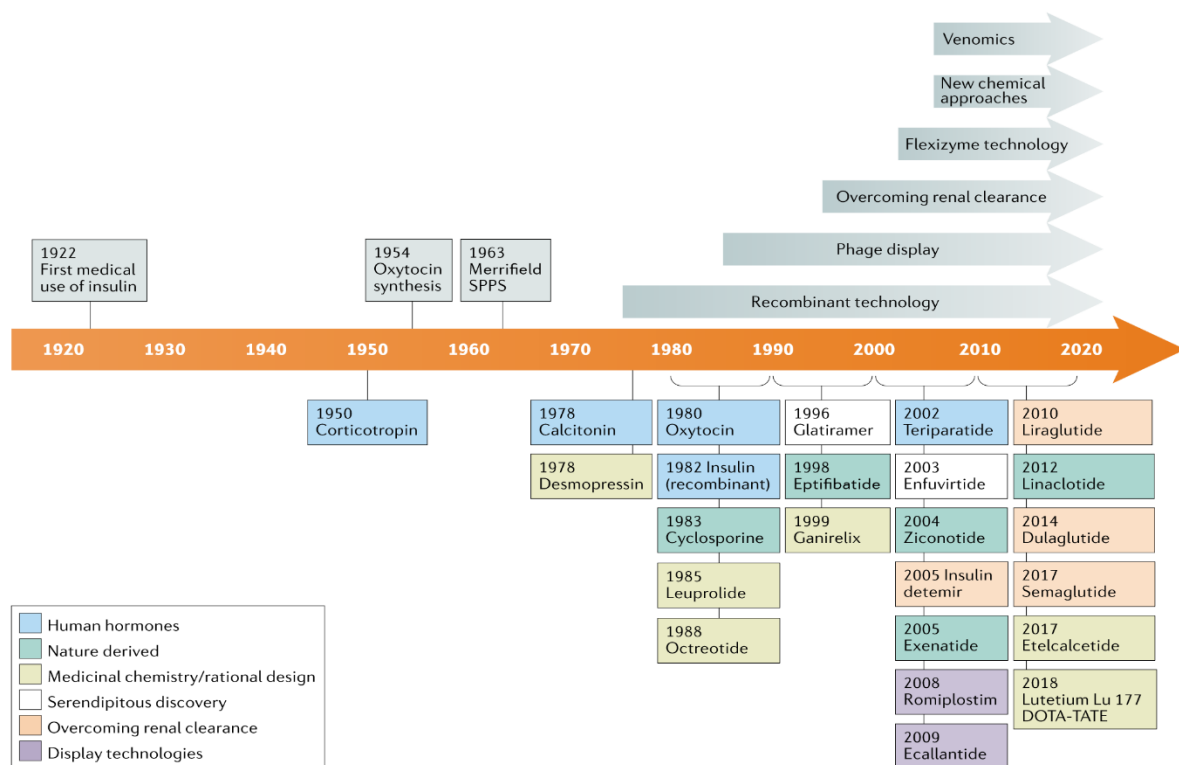 Venomics
New chemical
approaches
Flexizyme technology
Overcoming renal clearance
Phage display
Recombinant technology
1922
First medical
use of insulin
1954
Oxytocin
synthesis
1963
Merrifield
SPPS
1920
1930
1940
1950
1960
1970
1980
1990
2000
2010
2020
1950
Corticotropin
1978
Calcitonin
1978
Desmopressin
1980
Oxytocin
1982 Insulin
(recombinant)
1983
Cyclosporine
1985
Leuprolide
1988
Octreotide
1996
Glatiramer
1998
Eptifibatide
1999
Ganirelix
2002
Teriparatide
2003
Enfuvirtide
2004
Ziconotide
2005 Insulin
detemir
2005
Exenatide
2008
Romiplostim
2009
Ecallantide
2010
Liraglutide
2012
Linaclotide
2014
Dulaglutide
2017
Semaglutide
2017
Etelcalcetide
2018
Lutetium Lu 177
DOTA-TATE
Human hormones
Nature derived
Medicinal chemistry/rational design
Serendipitous discovery
Overcoming renal clearance
Display technologies